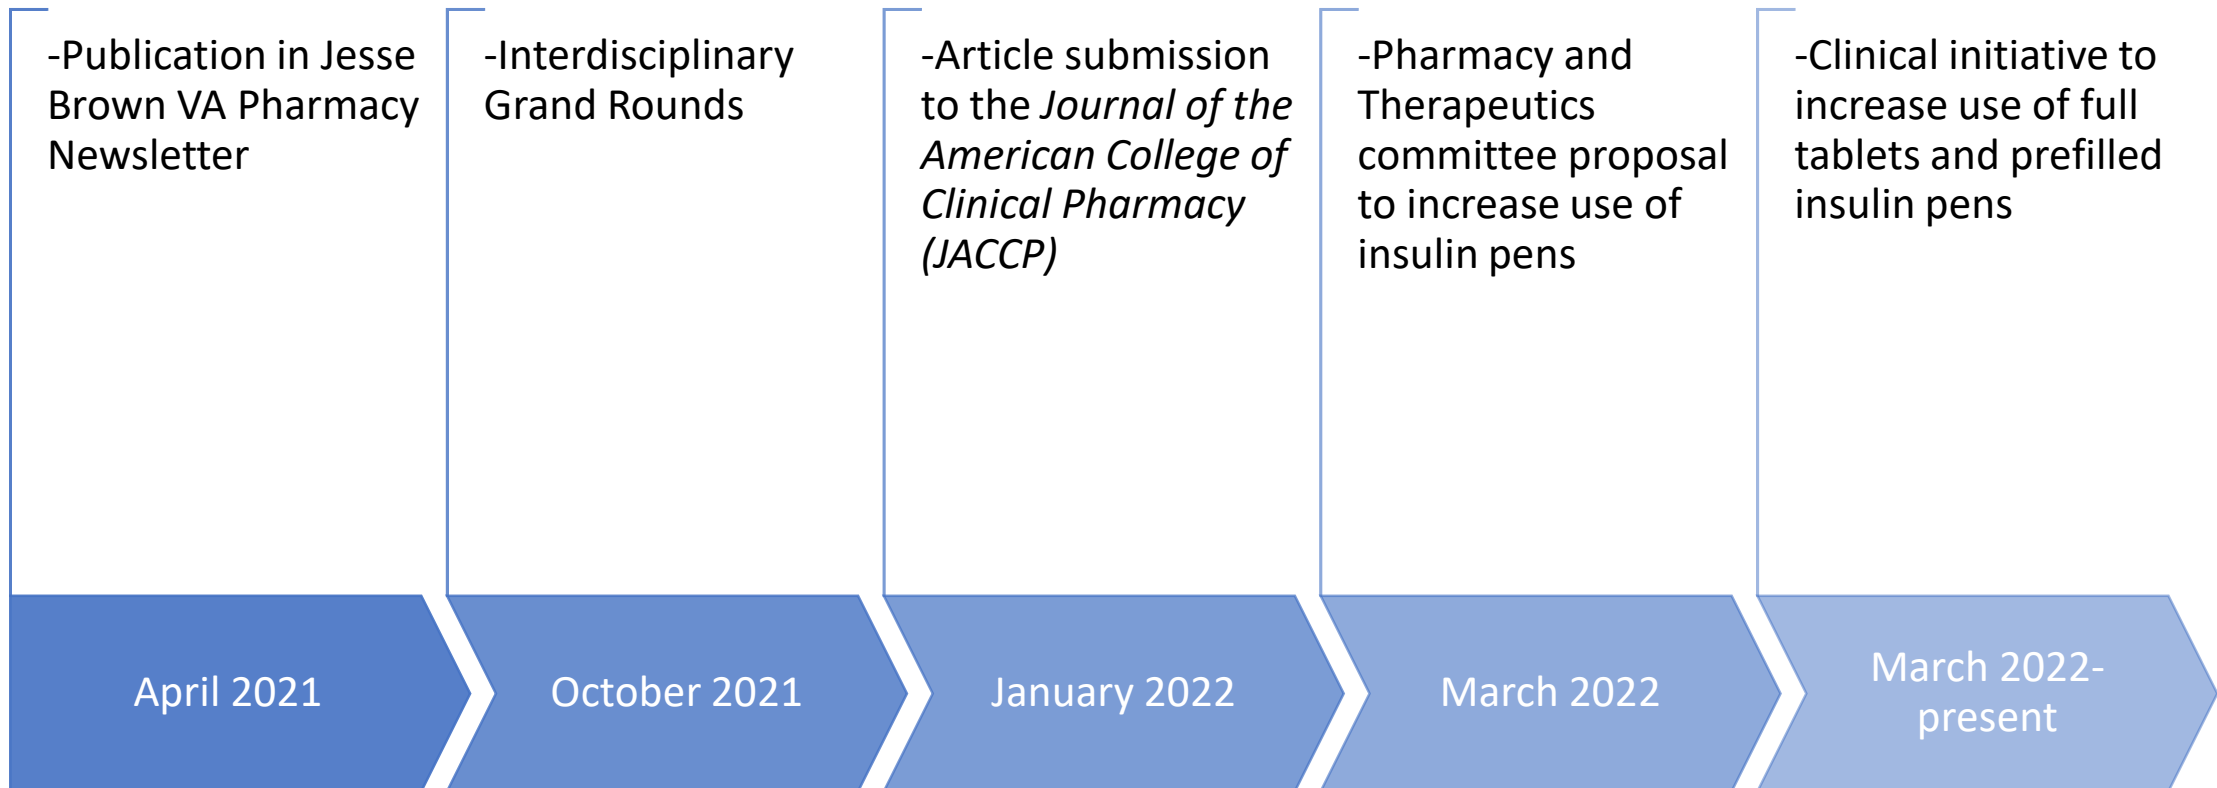 -Publication in Jesse
Brown VA Pharmacy
Newsletter
-Interdisciplinary
Grand Rounds
-Article submission
to the Journal of the
American College of
Clinical Pharmacy
(JACCP)
-Pharmacy and
Therapeutics
committee proposal
to increase use of
insulin pens
-Clinical initiative to
increase use of full
tablets and prefilled
insulin pens
April 2021
October 2021
January 2022
March 2022
March 2022-
present